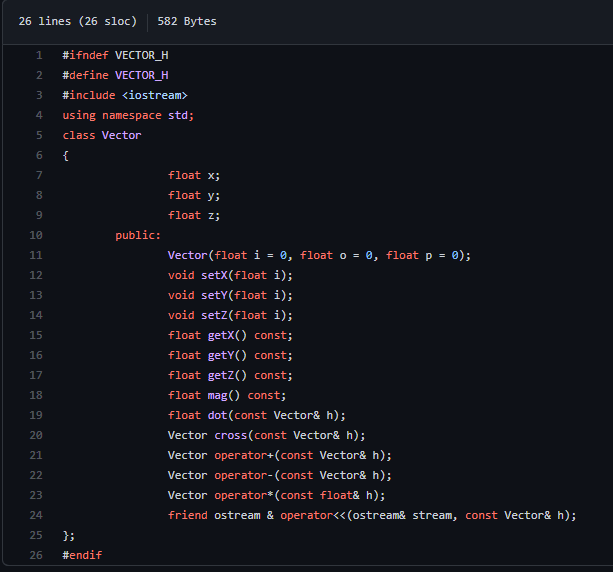 26 lines (26 sloc) 582 Bytes
1 #ifndef VECTOR_H
2 #define VECTOR_H
3 #include <iostream>
4 using namespace std;
5 class Vector
6 {
7 float x;
8 float y;
9 float z;
10 public:
11 Vector(float i = 0, float o = 0, float p = 0);
12 void setX(float i);
13 void setY(float i);
14 void setZ(float i);
15 float getX() const;
16 float getY() const;
17 float getZ() const;
18 float mag() const;
19 float dot(const Vector& h);
20 Vector cross(const Vector& h);
21 Vector operator+(const Vector& h);
22 Vector operator-(const Vector& h);
23 Vector operator*(const float& h);
24 friend ostream & operator<<(ostream& stream, const Vector& h);
25 };
26 #endif